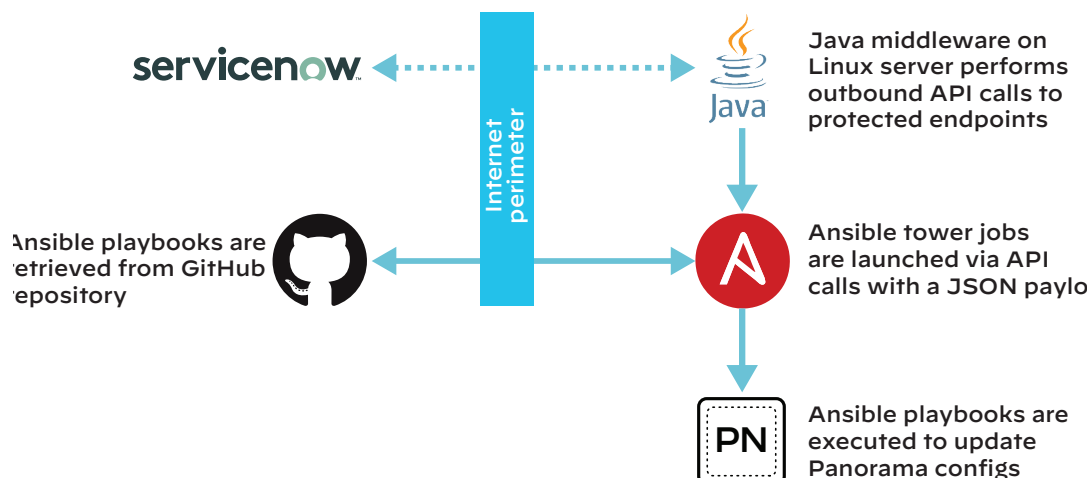 servicenow
Java
Java middleware on
Linux server performs
outbound API calls to
protected endpoints
Internet
perimeter
Ansible playbooks are
retrieved from GitHub
repository
A
Ansible tower jobs
are launched via API
calls with a JSON paylo
PN
Ansible playbooks are
executed to update
Panorama configs